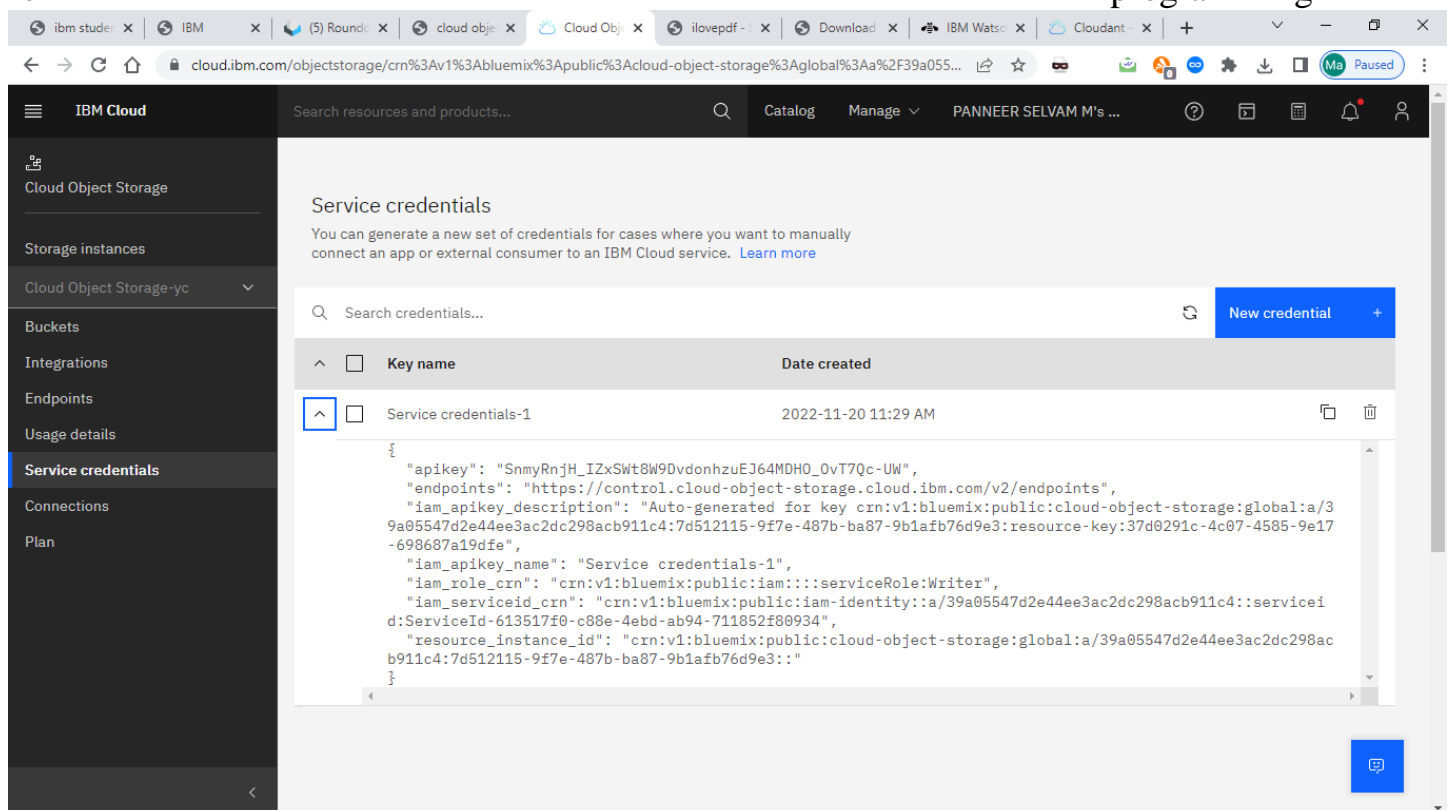 ibm studer
IBM
(5) Roundc
cloud obje
Cloud Obj
ilovepdf - S
Download
IBM Watso
Cloudant -
cloud.ibm.com/objectstorage/crn%3Av1%3Abluemix%3Apublic%3Acloud-object-storage%3Aglobal%3Aa%2F39a055...
0
Ma Paused
IBM Cloud
Search resources and products...
Catalog
Manage
PANNEER SELVAM M's ...
Cloud Object Storage
Storage instances
Cloud Object Storage-yc
Buckets
Integrations
Endpoints
Usage details
Service credentials
Connections
Plan
Service credentials
You can generate a new set of credentials for cases where you want to manually
connect an app or external consumer to an IBM Cloud service. Learn more
Search credentials...
New credential +
Key name Date created
Service credentials-1 2022-11-20 11:29 AM
{
"apikey": "SnmyRnjH_IZxSWt8W9DvdonhzuEJ64MDHO_OvT7Qc-UW",
"endpoints": "https://control.cloud-object-storage.cloud.ibm.com/v2/endpoints",
"iam_apikey_description": "Auto-generated for key crn:v1:bluemix:public:cloud-object-storage:global:a/3
9a05547d2e44ee3ac2dc298acb911c4:7d512115-9f7e-487b-ba87-9b1afb76d9e3:resource-key:37d0291c-4c07-4585-9e17
-698687a19dfe",
"iam_apikey_name": "Service credentials-1",
"iam_role_crn": "crn:v1:bluemix:public:iam::::serviceRole:Writer",
"iam_serviceid_crn": "crn:v1:bluemix:public:iam-identity::a/39a05547d2e44ee3ac2dc298acb911c4::servicei
d:ServiceId-613517f0-c88e-4ebd-ab94-711852f80934",
"resource_instance_id": "crn:v1:bluemix:public:cloud-object-storage:global:a/39a05547d2e44ee3ac2dc298ac
b911c4:7d512115-9f7e-487b-ba87-9b1afb76d9e3::"
}